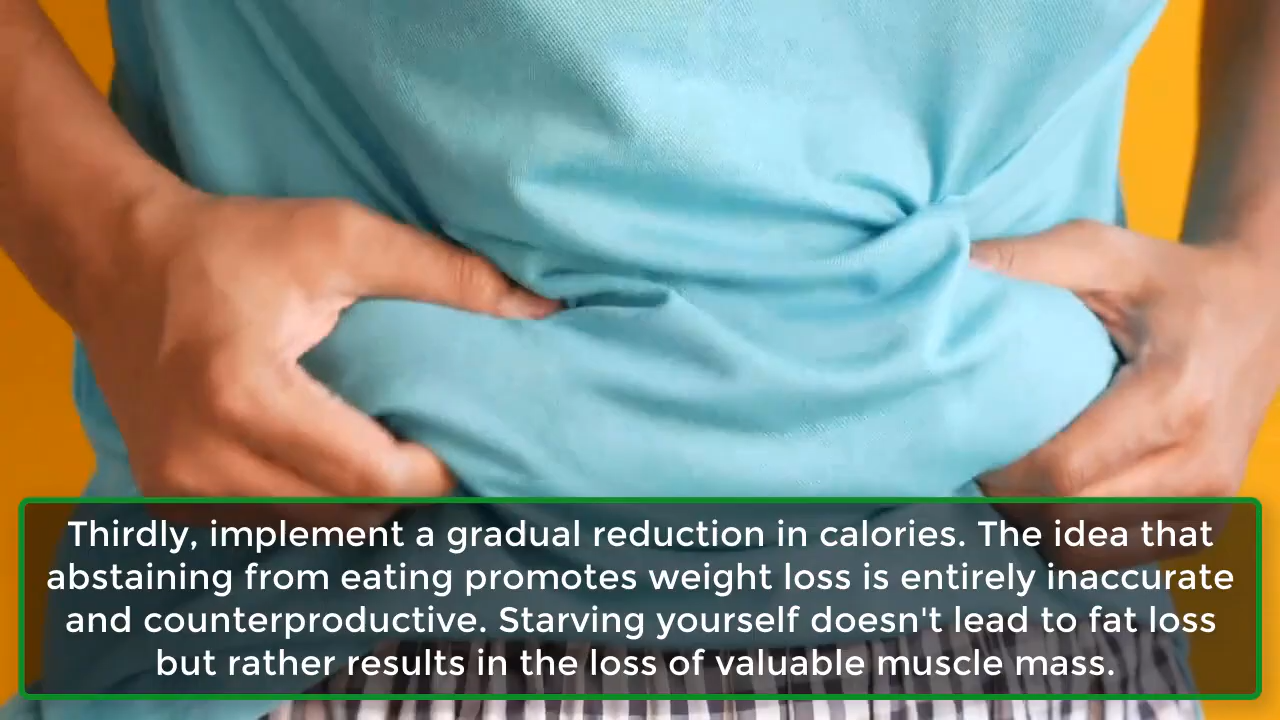 Thirdly, implement a gradual reduction in calories. The idea that
abstaining from eating promotes weight loss is entirely inaccurate
and counterproductive. Starving yourself doesn't lead to fat loss
but rather results in the loss of valuable muscle mass.